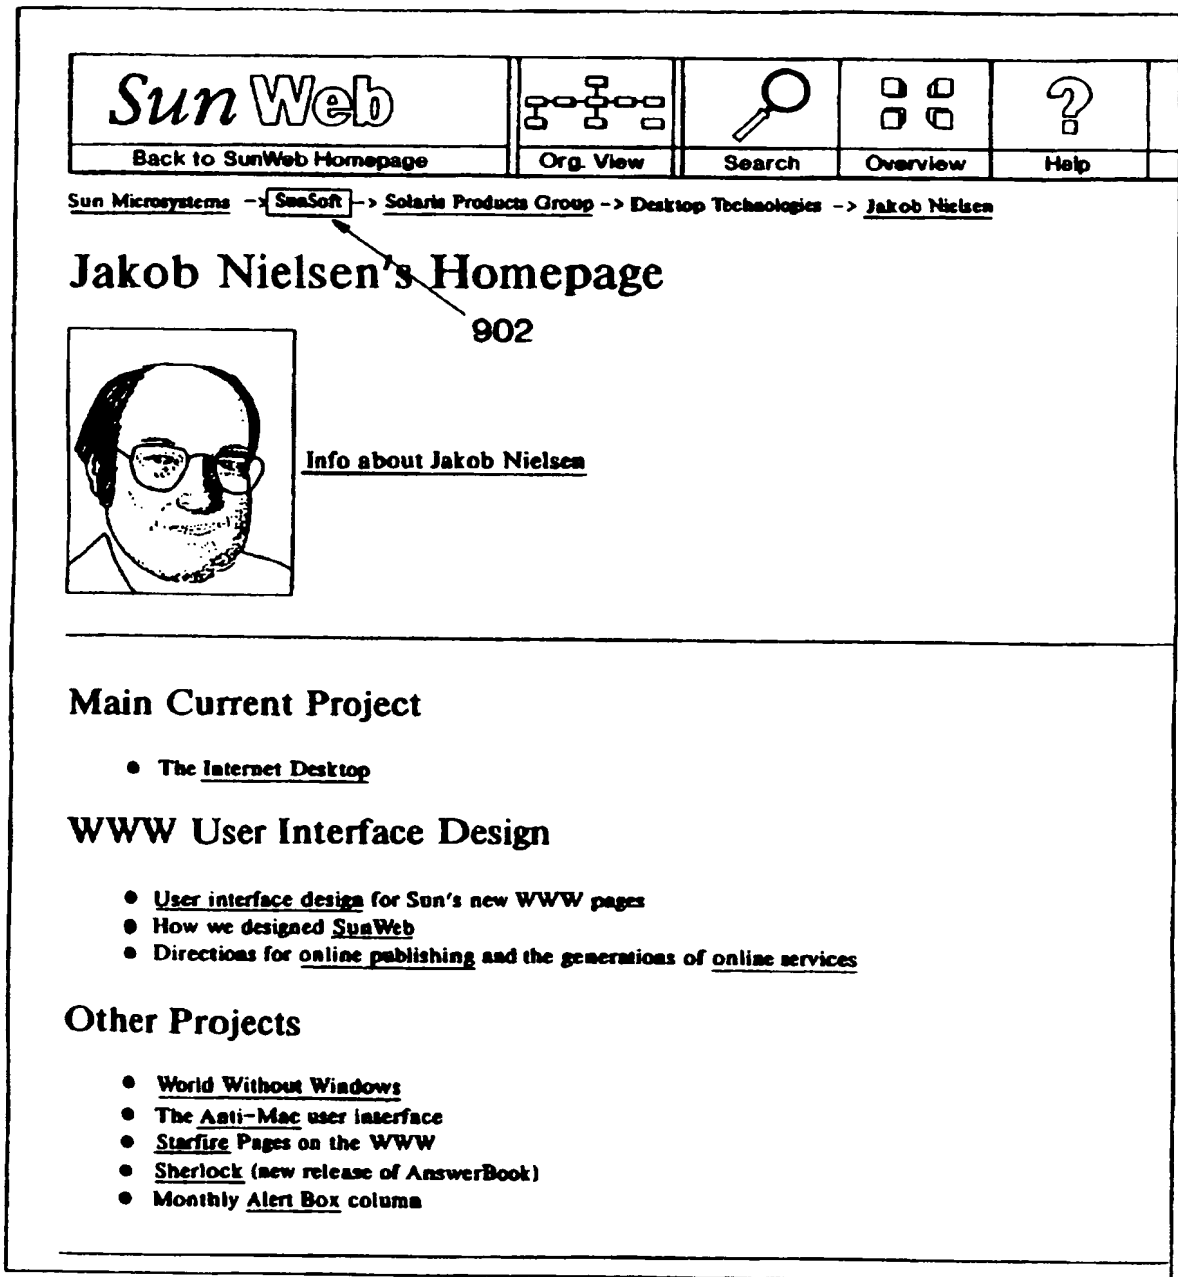 Sun Web
Back to SunWeb Homepage
Org. View
Search
Overview
Help
Sun Microsystems -> SunSoft -> Solaris Products Group -> Desktop Technologies -> Jakob Nielsen
Jakob Nielsen's Homepage
902
Info about Jakob Nielsen
Main Current Project
• The Internet Desktop
WWW User Interface Design
• User interface design for Sun's new WWW pages
• How we designed SunWeb
• Directions for online publishing and the generations of online services
Other Projects
• World Without Windows
• The Anti-Mac user interface
• Starfire Pages on the WWW
• Sherlock (new release of AnswerBook)
• Monthly Alert Box column